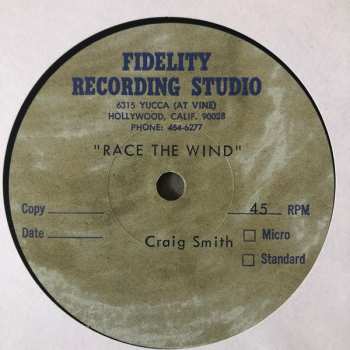 FIDELITY
RECORDING STUDIO
6315 YUCCA (AT VINE)
HOLLYWOOD, CALIF. 90028
PHONE: 464-6277
"RACE THE WIND"
Copy 45 RPM
Date Craig Smith Micro
Standard